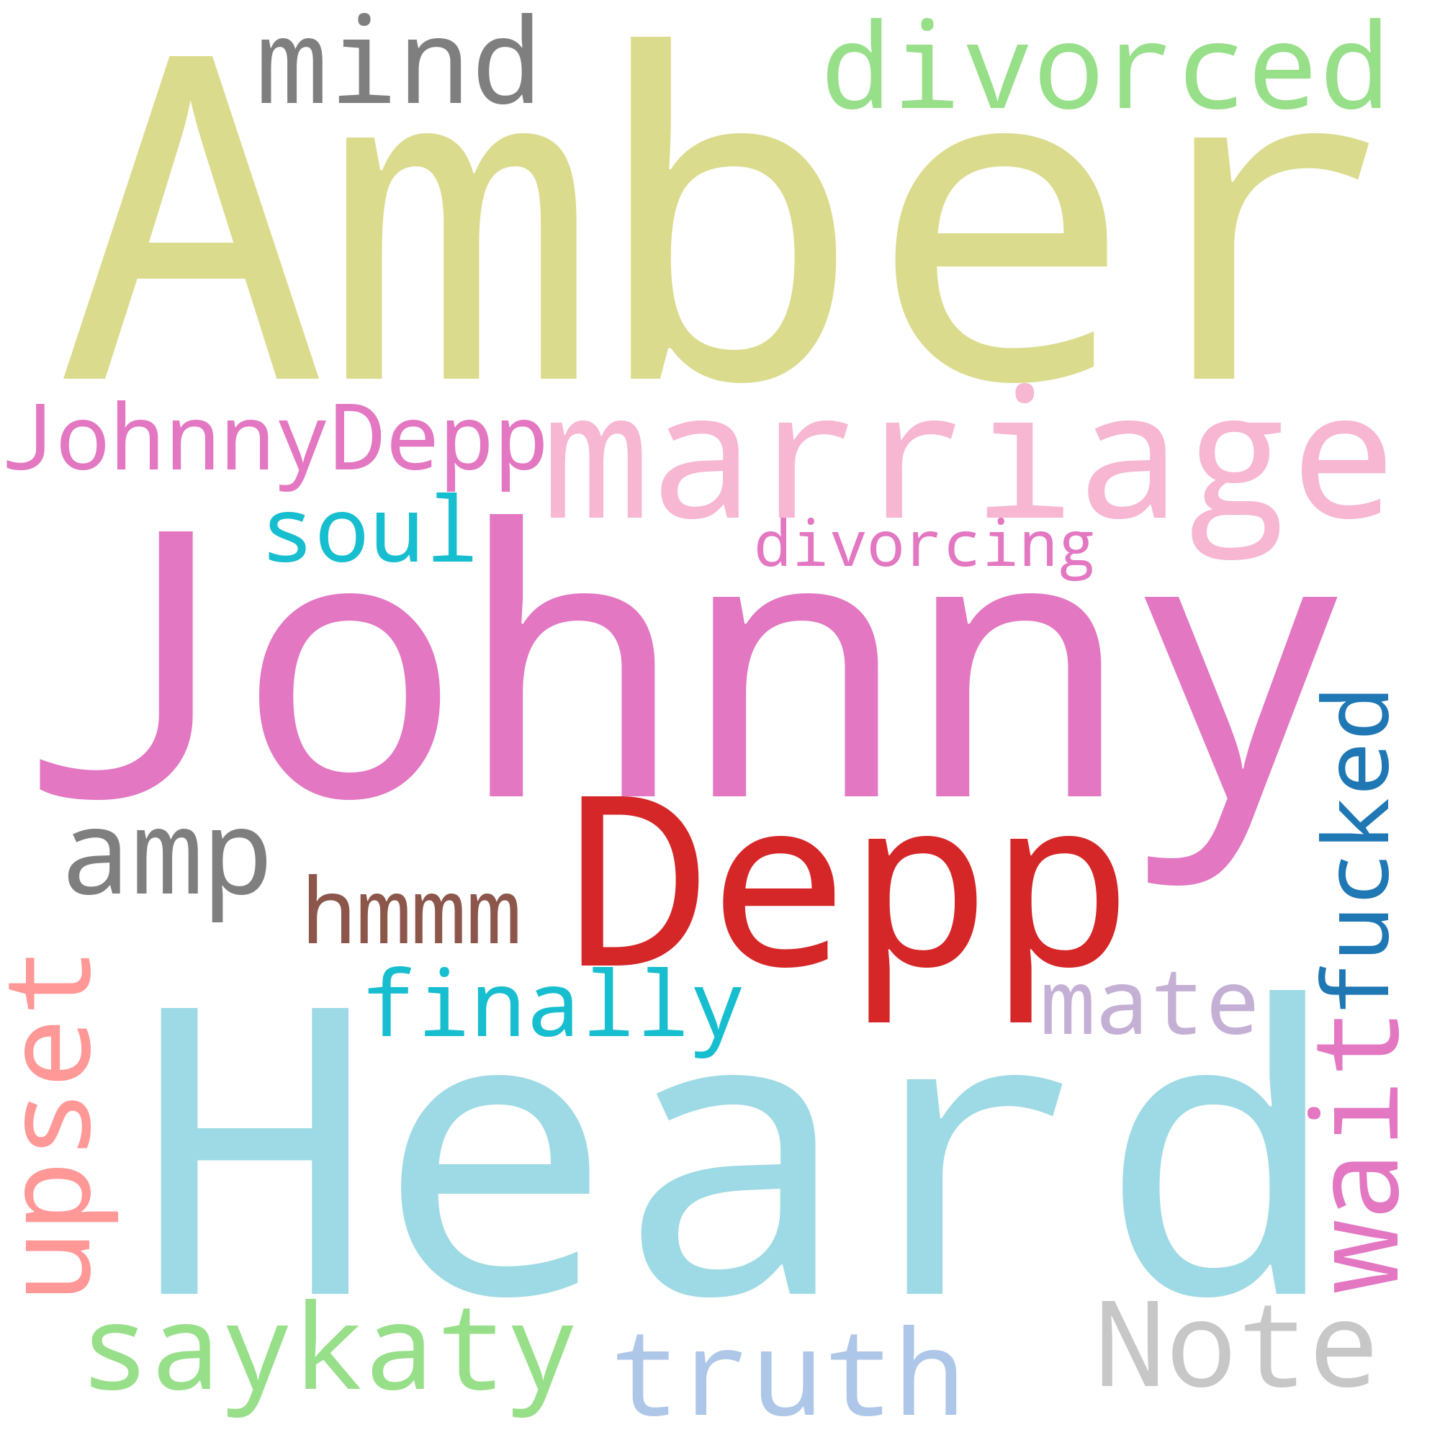 mind
divorced
Amber
JohnnyDepp
marriage
soul
divorcing
Johnny
fucked
amp
Depp
hmmm
upset
finally
mate
wait
Heard
saykaty
truth
Note